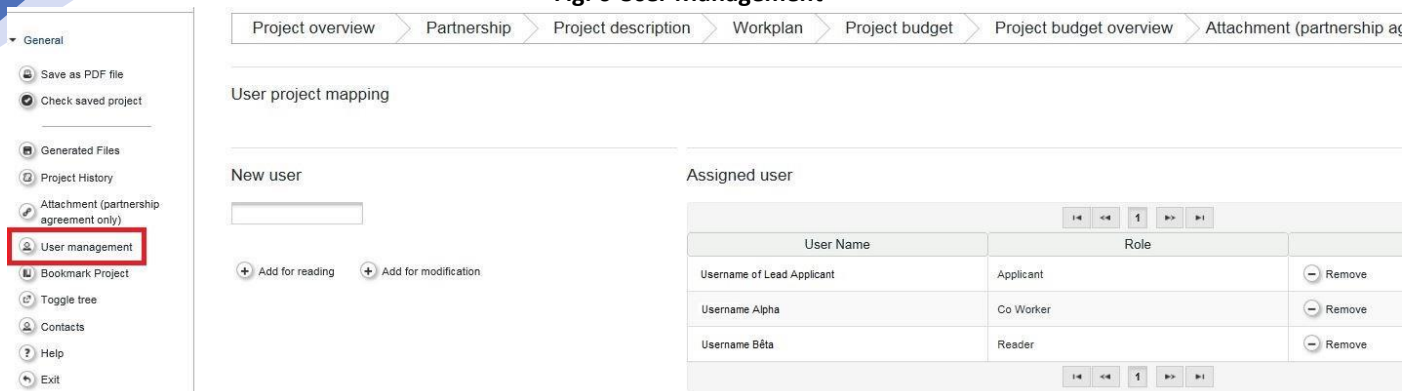 User Management
General
Save as PDF file
Check saved project
Generated Files
Project History
Attachment (partnership
agreement only)
User management
Bookmark Project
Toggle tree
Contacts
Help
Exit
Project overview Partnership Project description Workplan Project budget Project budget overview Attachment (partnership ag
User project mapping
New user
Add for reading Add for modification
Assigned user
1
User Name Role
Username of Lead Applicant Applicant Remove
Username Alpha Co Worker Remove
Username Bêta Reader Remove
1